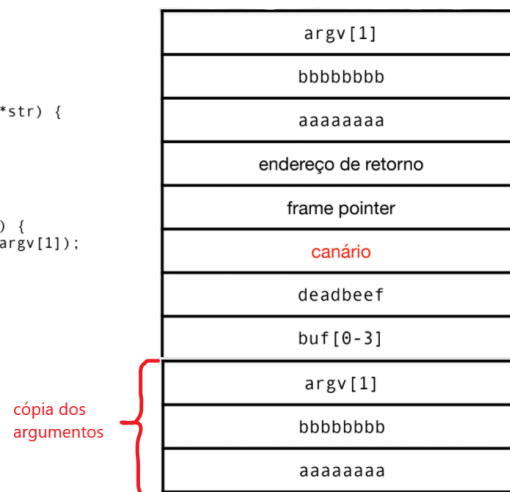 *str) {
) {
argv[1]);
argv[1]
bbbbbbbb
aaaaaaaa
endereço de retorno
frame pointer
canário
deadbeef
buf[0-3]
argv[1]
bbbbbbbb
aaaaaaaa
cópia dos
argumentos